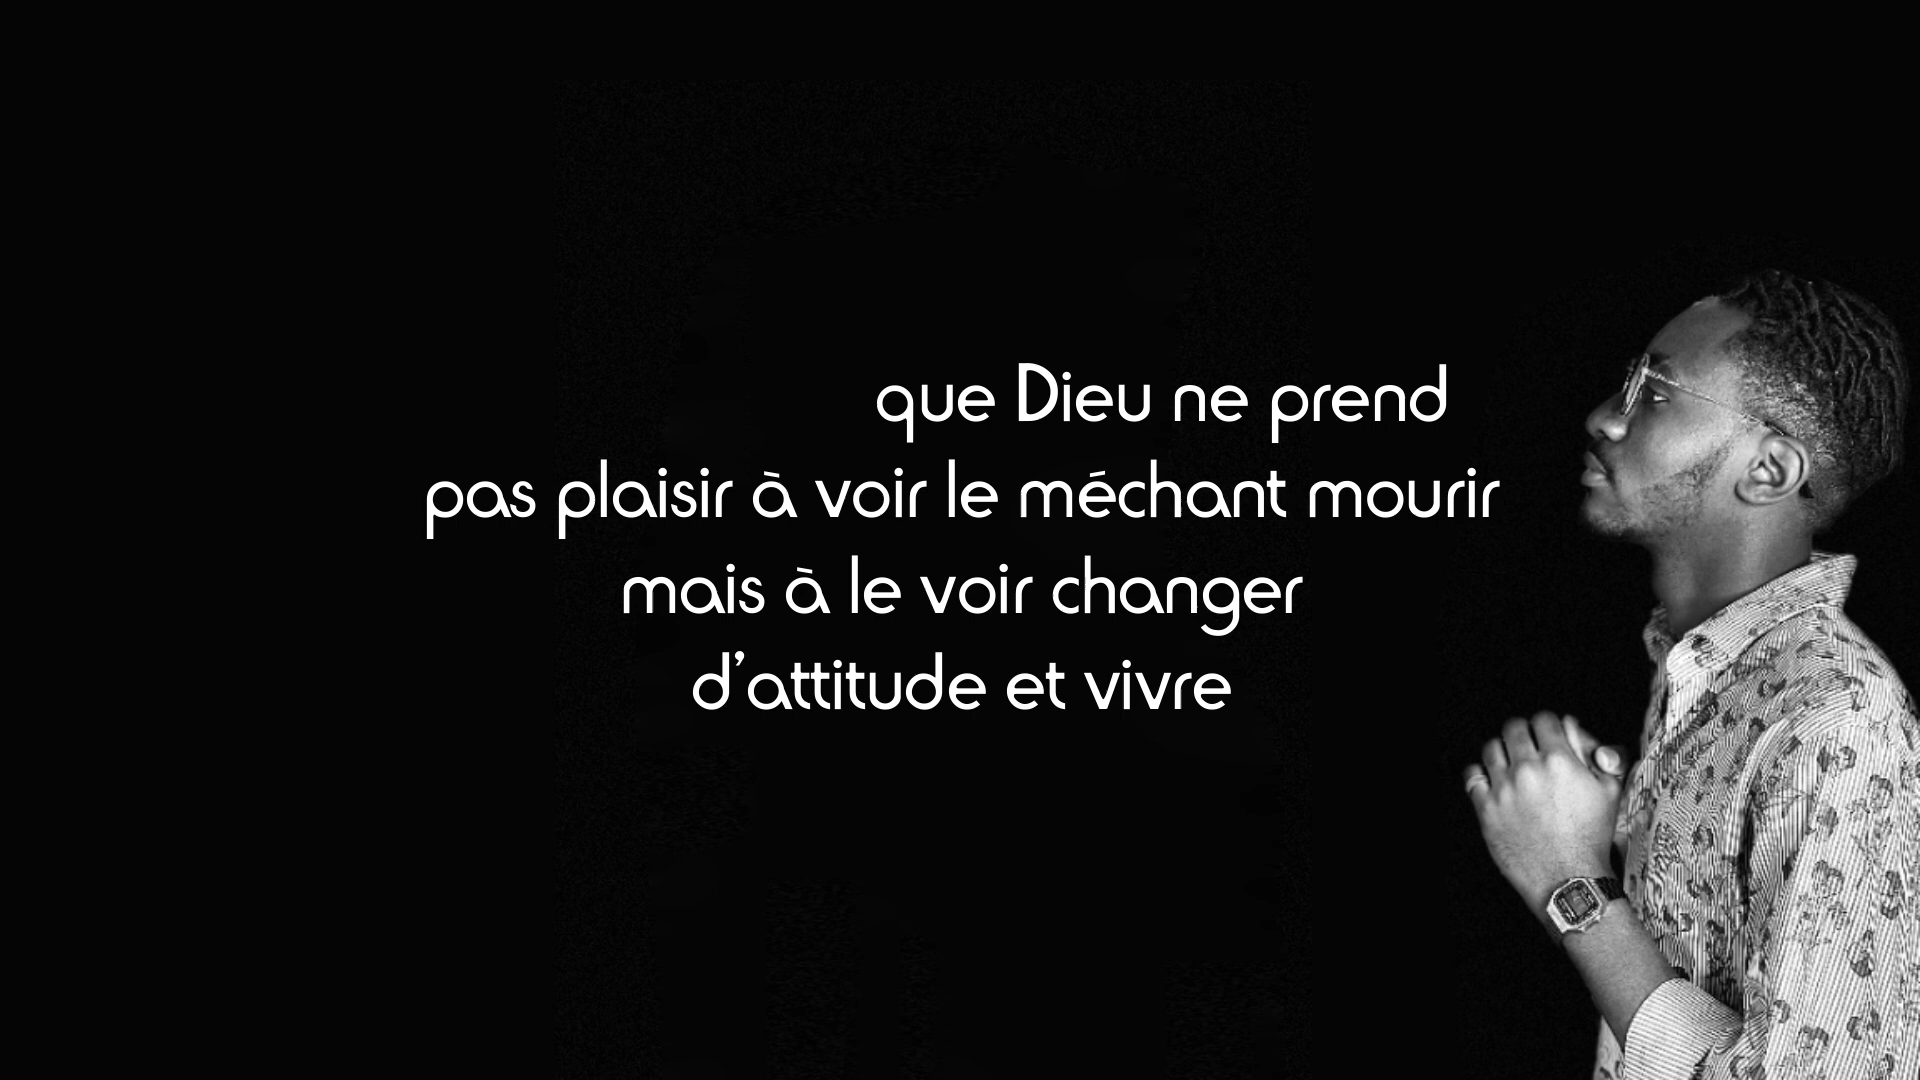 que Dieu ne prend
pas plaisir à voir le méchant mourir
mais à le voir changer
d’attitude et vivre